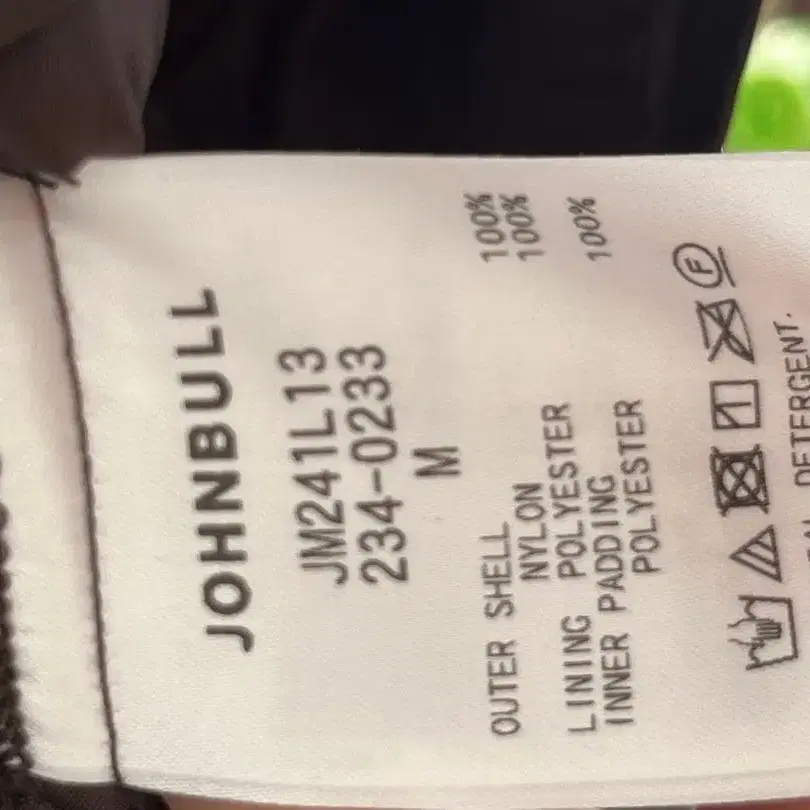 JOHNBULL
JM241L13
234-0233
M
OUTER SHELL
NYLON 100%
LINING POLYESTER 100%
INNER PADDING
POLYESTER 100%
F
DETERGENT.